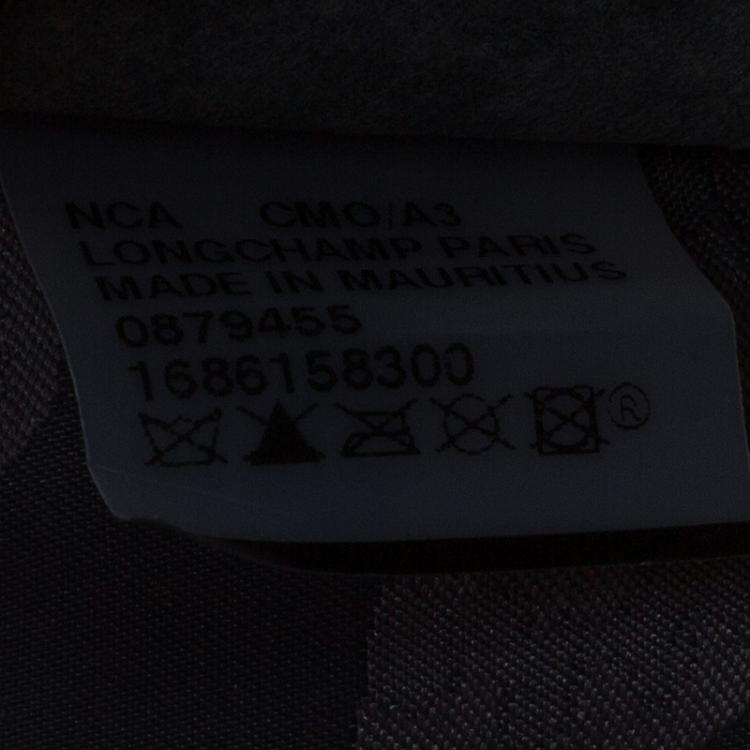 NCA CMO/A3
LONGCHAMP PARIS
MADE IN MAURITIUS
0879455
1686158300
®